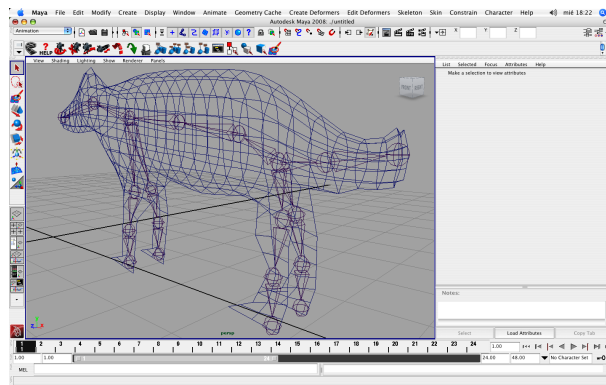 Maya File Edit Modify Create Display Window Animate Geometry Cache Create Deformers Edit Deformers Skeleton Skin Constrain Character Help mié 18:22
Autodesk Maya 2008: ./untitled
Animation X Y Z
HELP
View Shading Lighting Show Renderer Panels
List Selected Focus Attributes Help
Make a selection to view attributes
persp
Notes:
Select Load Attributes Copy Tab
1 2 3 4 5 6 7 8 9 10 11 12 13 14 15 16 17 18 19 20 21 22 23 24 1.00
1.00 1.00 24 24.00 48.00 No Character Set
MEL